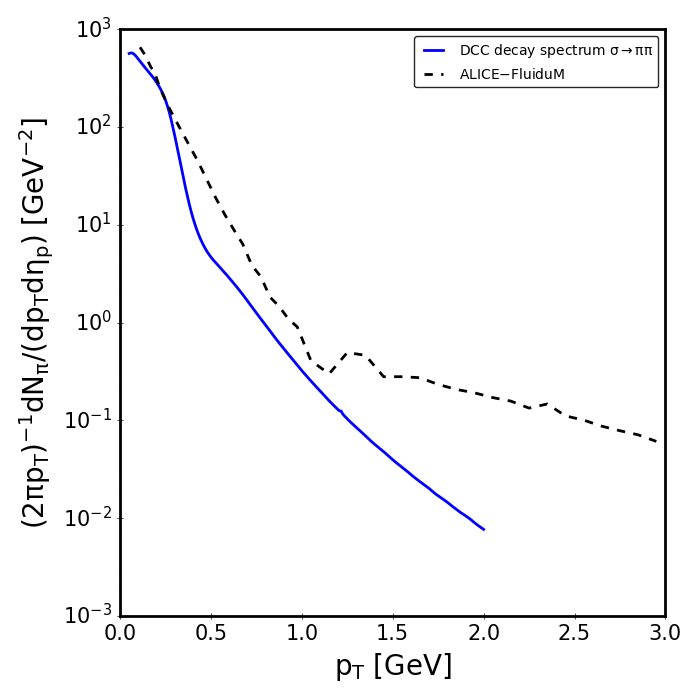 10³
10²
10¹
10⁰
10⁻¹
10⁻²
10⁻³
(2πp_T)⁻¹dN_π/(dp_Tdη_p) [GeV⁻²]
DCC decay spectrum σ→ππ
ALICE−FluiduM
0.0 0.5 1.0 1.5 2.0 2.5 3.0
p_T [GeV]